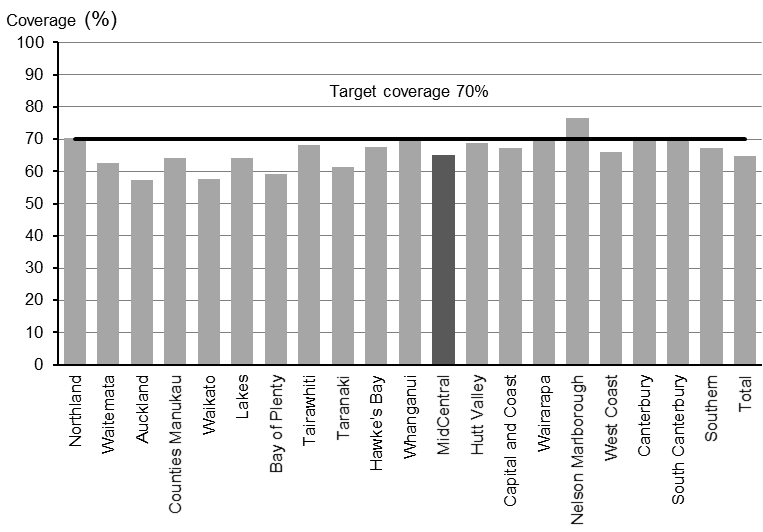 Coverage (%)
100
90
80
70
60
50
40
30
20
10
0
Target coverage 70%
Northland
Waitemata
Auckland
Counties Manukau
Waikato
Lakes
Bay of Plenty
Tairawhiti
Taranaki
Hawke's Bay
Whanganui
MidCentral
Hutt Valley
Capital and Coast
Wairarapa
Nelson Marlborough
West Coast
Canterbury
South Canterbury
Southern
Total